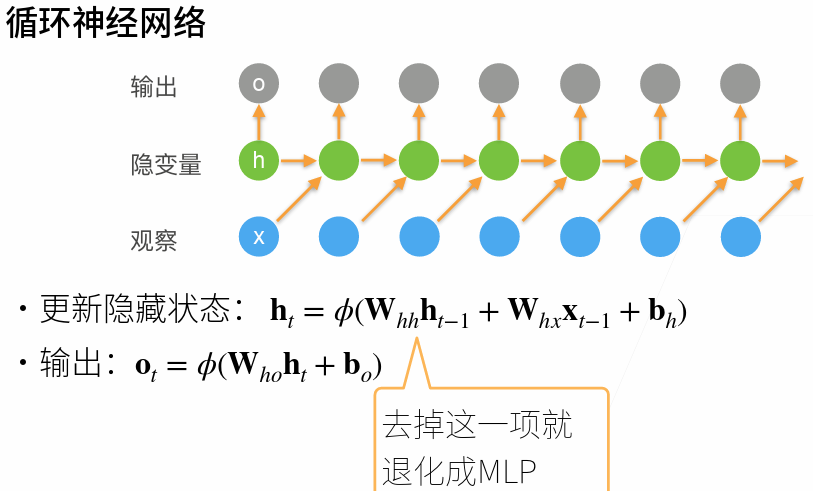 循环神经网络
输出 o
隐变量 h
观察 x
• 更新隐藏状态： $\mathbf{h}_t = \phi(\mathbf{W}_{hh}\mathbf{h}_{t-1} + \mathbf{W}_{hx}\mathbf{x}_{t-1} + \mathbf{b}_h)$
• 输出： $\mathbf{o}_t = \phi(\mathbf{W}_{ho}\mathbf{h}_t + \mathbf{b}_o)$
去掉这一项就
退化成MLP